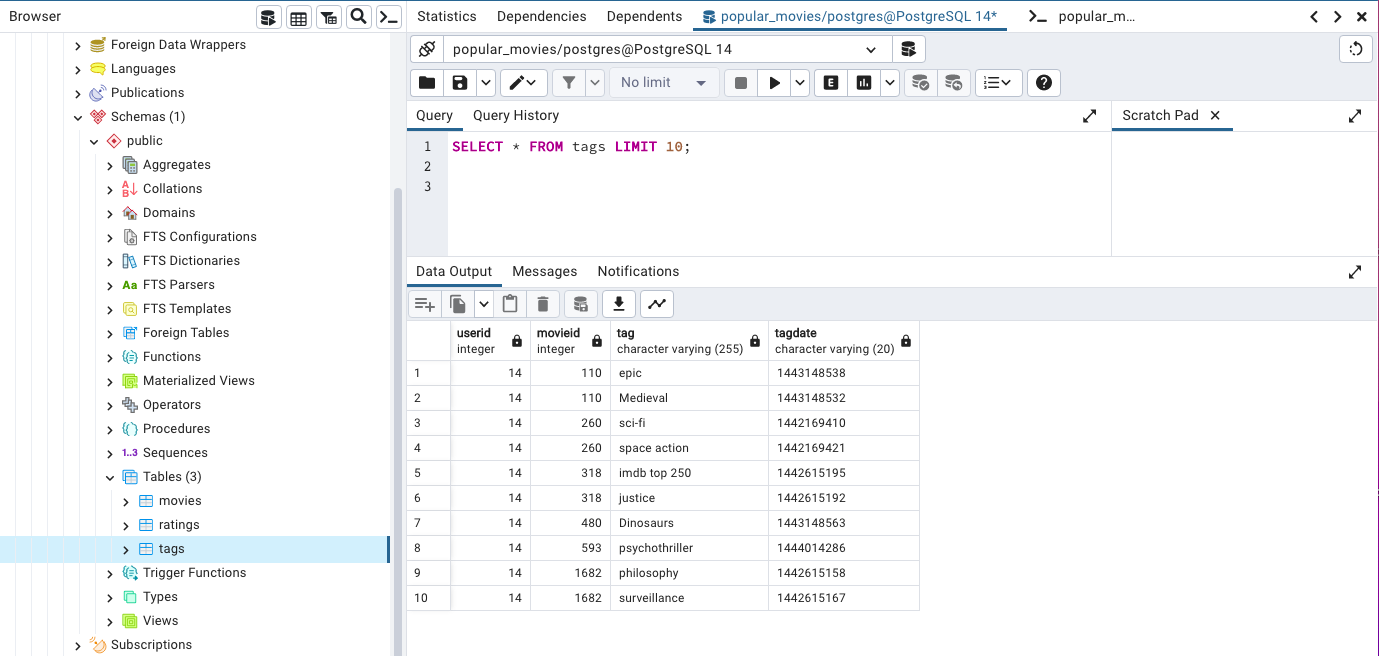 Browser
Statistics Dependencies Dependents popular_movies/postgres@PostgreSQL 14* popular_m...
Foreign Data Wrappers
Languages
Publications
Schemas (1)
public
Aggregates
Collations
Domains
FTS Configurations
FTS Dictionaries
Aa FTS Parsers
FTS Templates
Foreign Tables
Functions
Materialized Views
Operators
Procedures
1..3 Sequences
Tables (3)
movies
ratings
tags
Trigger Functions
Types
Views
Subscriptions
popular_movies/postgres@PostgreSQL 14
No limit E
Query Query History Scratch Pad
1 SELECT * FROM tags LIMIT 10;
2
3
Data Output Messages Notifications
userid movieid tag tagdate
integer integer character varying (255) character varying (20)
1 14 110 epic 1443148538
2 14 110 Medieval 1443148532
3 14 260 sci-fi 1442169410
4 14 260 space action 1442169421
5 14 318 imdb top 250 1442615195
6 14 318 justice 1442615192
7 14 480 Dinosaurs 1443148563
8 14 593 psychothriller 1444014286
9 14 1682 philosophy 1442615158
10 14 1682 surveillance 1442615167